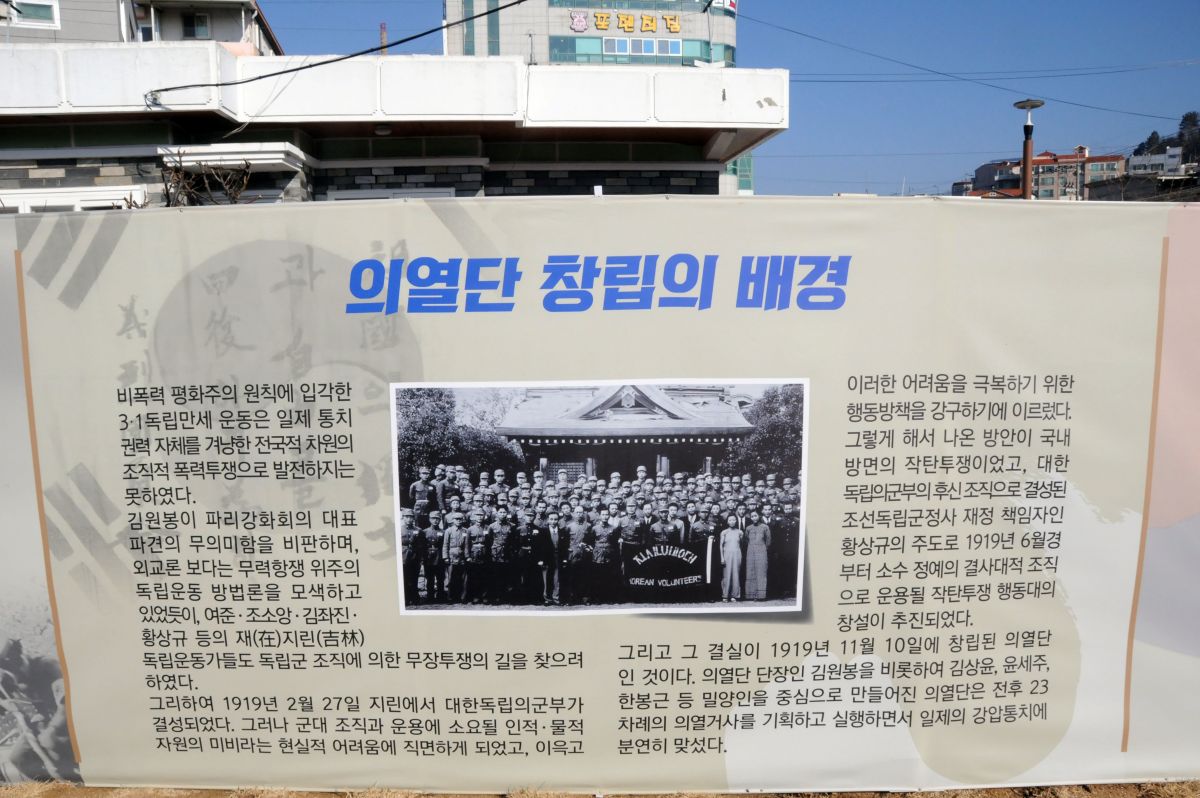 포젠빌딩
의열단 창립의 배경
비폭력 평화주의 원칙에 입각한
3·1독립만세 운동은 일제 통치
권력 자체를 겨냥한 전국적 차원의
조직적 폭력투쟁으로 발전하지는
못하였다.
김원봉이 파리강화회의 대표
파견의 무의미함을 비판하며,
외교론 보다는 무력항쟁 위주의
독립운동 방법론을 모색하고
있었듯이, 여준·조소앙·김좌진·
황상규 등의 재(在)지린(吉林)
독립운동가들도 독립군 조직에 의한 무장투쟁의 길을 찾으려
하였다.
그리하여 1919년 2월 27일 지린에서 대한독립의군부가
결성되었다. 그러나 군대 조직과 운용에 소요될 인적·물적
자원의 미비라는 현실적 어려움에 직면하게 되었고, 이윽고
KOREAN VOLUNTEERS
이러한 어려움을 극복하기 위한
행동방책을 강구하기에 이르렀다.
그렇게 해서 나온 방안이 국내
방면의 작탄투쟁이었고, 대한
독립의군부의 후신 조직으로 결성된
조선독립군정사 재정 책임자인
황상규의 주도로 1919년 6월경
부터 소수 정예의 결사대적 조직
으로 운용될 작탄투쟁 행동대의
창설이 추진되었다.
그리고 그 결실이 1919년 11월 10일에 창립된 의열단
인 것이다. 의열단 단장인 김원봉을 비롯하여 김상윤, 윤세주,
한봉근 등 밀양인을 중심으로 만들어진 의열단은 전후 23
차례의 의열거사를 기획하고 실행하면서 일제의 강압통치에
분연히 맞섰다.